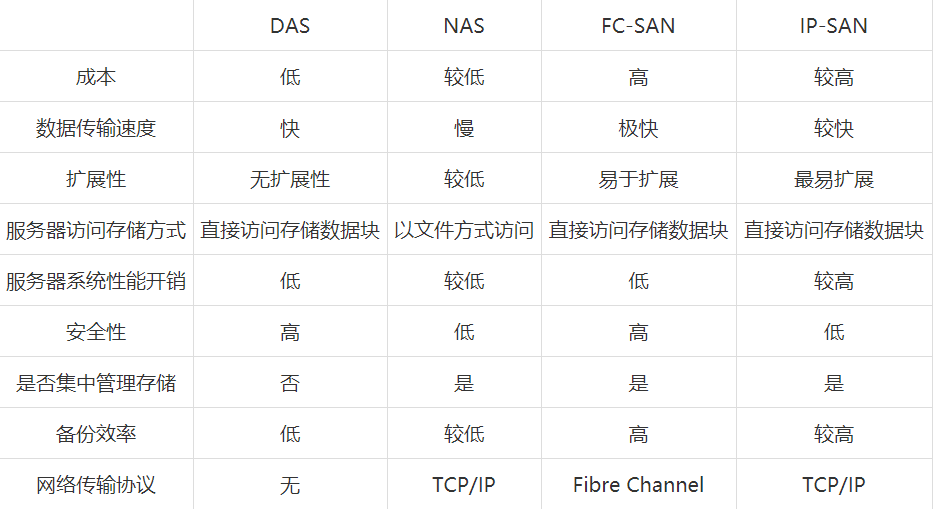 DAS NAS FC-SAN IP-SAN
成本 低 较低 高 较高
数据传输速度 快 慢 极快 较快
扩展性 无扩展性 较低 易于扩展 最易扩展
服务器访问存储方式 直接访问存储数据块 以文件方式访问 直接访问存储数据块 直接访问存储数据块
服务器系统性能开销 低 较低 低 较高
安全性 高 低 高 低
是否集中管理存储 否 是 是 是
备份效率 低 较低 高 较高
网络传输协议 无 TCP/IP Fibre Channel TCP/IP